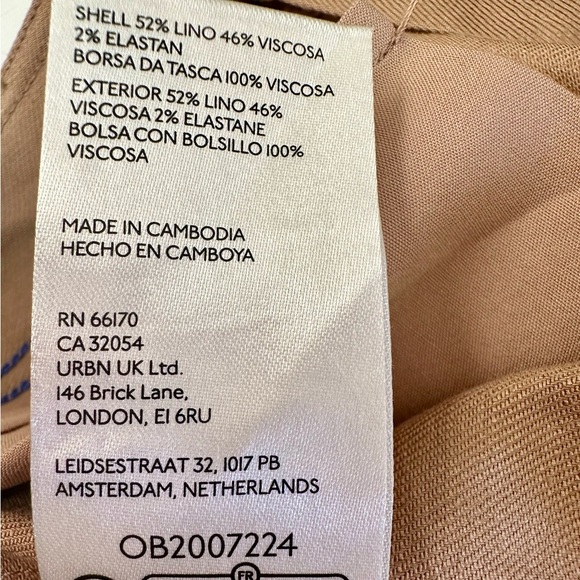 SHELL 52% LINO 46% VISCOSA
2% ELASTAN
BORSA DA TASCA 100% VISCOSA
EXTERIOR 52% LINO 46%
VISCOSA 2% ELASTANE
BOLSA CON BOLSILLO 100%
VISCOSA
MADE IN CAMBODIA
HECHO EN CAMBOYA
RN 66170
CA 32054
URBN UK Ltd.
146 Brick Lane,
LONDON, E1 6RU
LEIDSESTRAAT 32, 1017 PB
AMSTERDAM, NETHERLANDS
OB2007224
FR